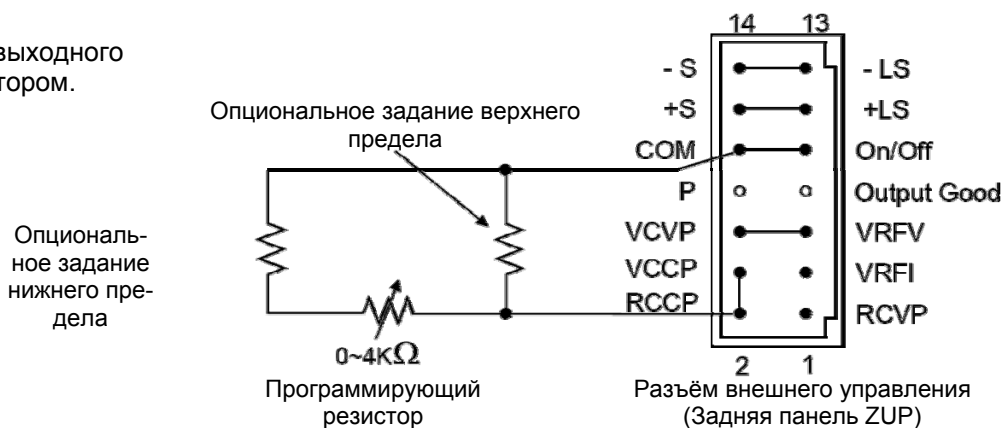 выходного
тором.
Опциональное задание верхнего
предела
Опциональ-
ное задание
нижнего пре-
дела
0~4KΩ
Программирующий
резистор
14 13
- S - LS
+S +LS
COM On/Off
P Output Good
VCVP VRFV
VCCP VRFI
RCCP RCVP
2 1
Разъём внешнего управления
(Задняя панель ZUP)